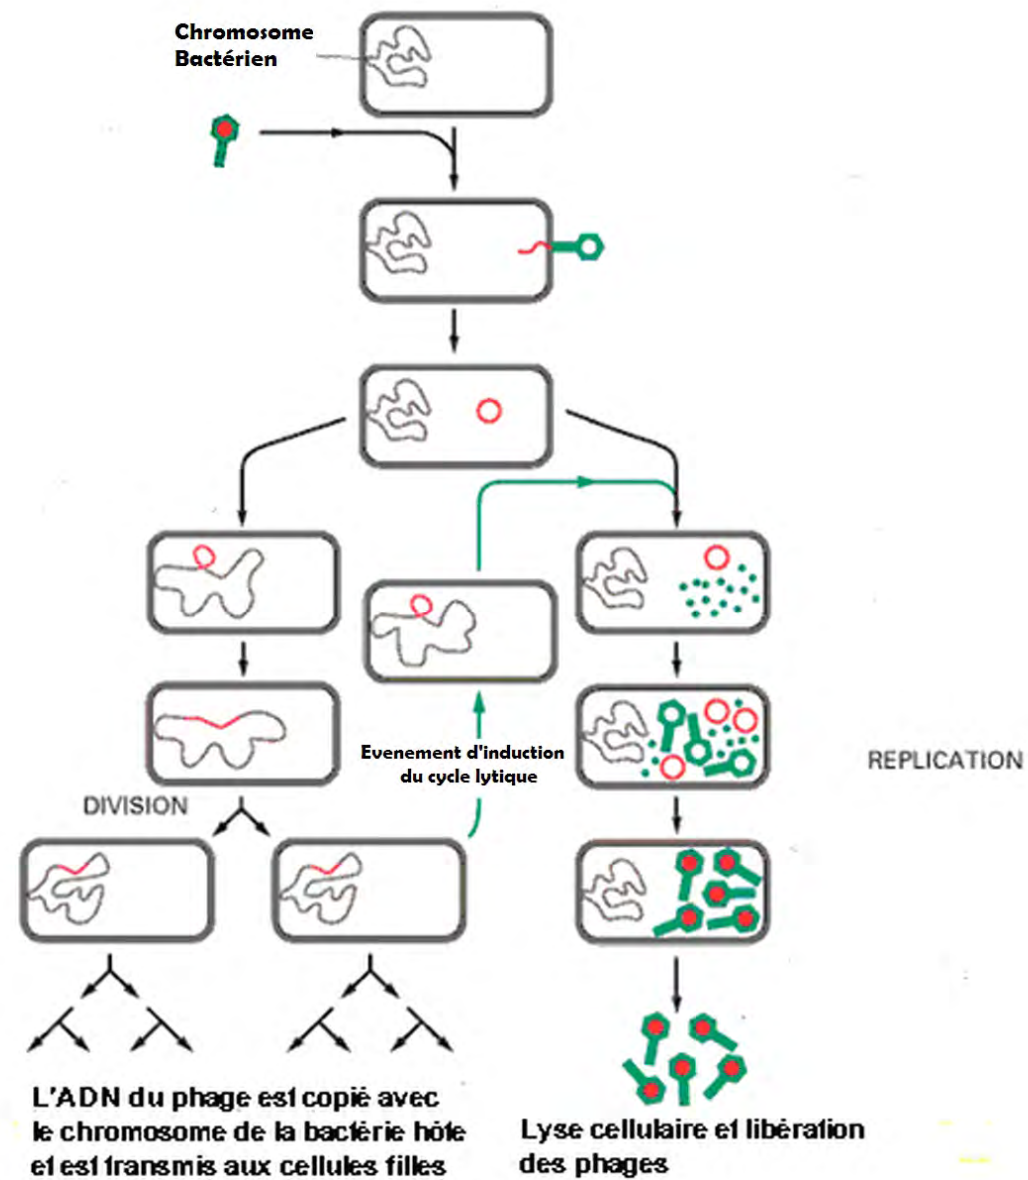 Chromosome
Bactérien
Evenement d'induction
du cycle lytique
REPLICATION
DIVISION
L'ADN du phage est copié avec
le chromosome de la bactérie hôte
et est transmis aux cellules filles
Lyse cellulaire et libération
des phages